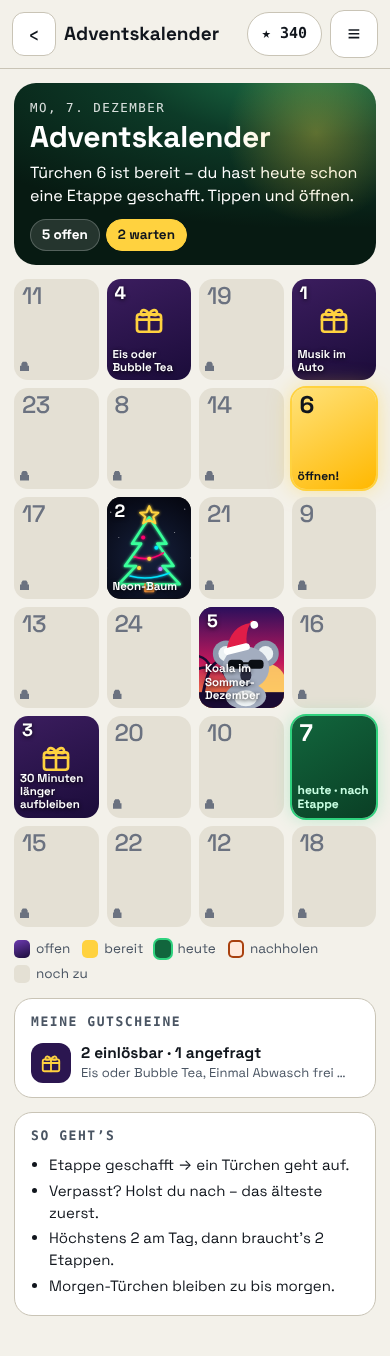 < Adventskalender ★ 340 ≡
MO, 7. DEZEMBER
Adventskalender
Türchen 6 ist bereit – du hast heute schon
eine Etappe geschafft. Tippen und öffnen.
5 offen 2 warten
11
4
Eis oder
Bubble Tea
19
1
Musik im
Auto
23
8
14
6
öffnen!
17
2
Neon-Baum
21
9
13
24
5
Koala im
Sommer-
Dezember
16
3
30 Minuten
länger
aufbleiben
20
10
7
heute · nach
Etappe
15
22
12
18
offen bereit heute nachholen
noch zu
MEINE GUTSCHEINE
2 einlösbar · 1 angefragt
Eis oder Bubble Tea, Einmal Abwasch frei …
SO GEHT’S
• Etappe geschafft → ein Türchen geht auf.
• Verpasst? Holst du nach – das älteste
zuerst.
• Höchstens 2 am Tag, dann braucht’s 2
Etappen.
• Morgen-Türchen bleiben zu bis morgen.